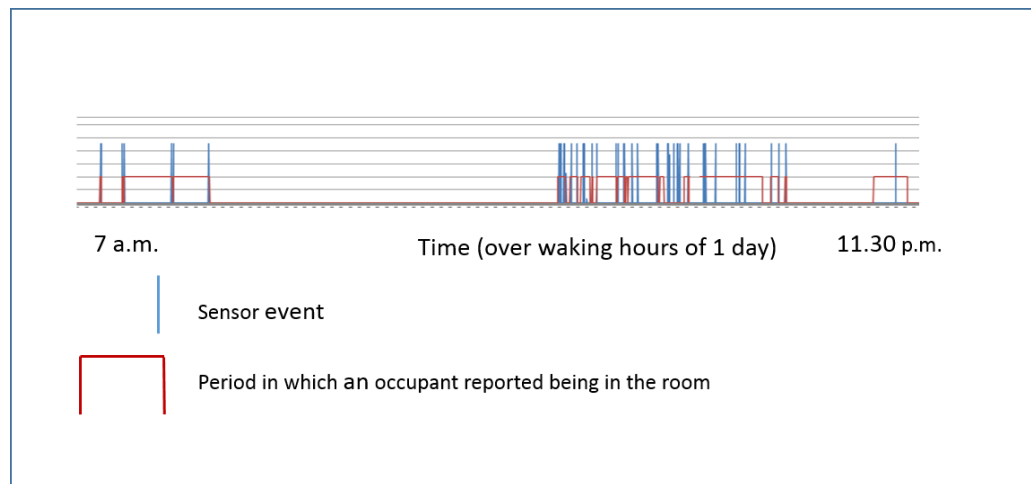 7 a.m. Time (over waking hours of 1 day) 11.30 p.m.
Sensor event
Period in which an occupant reported being in the room